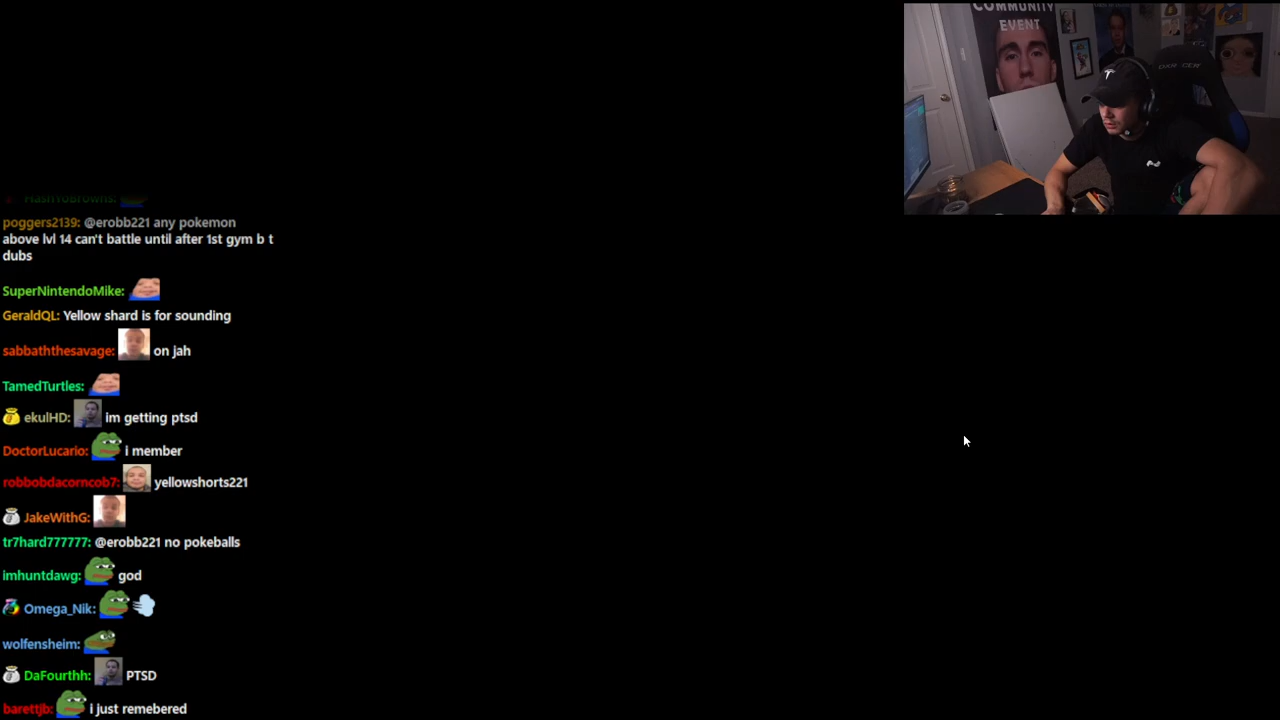 COMMUNITY
EVENT
HashYoBrowns:
poggers2139: @erobb221 any pokemon
above lvl 14 can't battle until after 1st gym b t
dubs
SuperNintendoMike:
GeraldQL: Yellow shard is for sounding
sabbaththesavage: on jah
TamedTurtles:
ekulHD: im getting ptsd
DoctorLucario: i member
robbobdacorncob7: yellowshorts221
JakeWithG:
tr7hard777777: @erobb221 no pokeballs
imhuntdawg: god
Omega_Nik:
wolfensheim:
DaFourthh: PTSD
barettjb: i just remebered